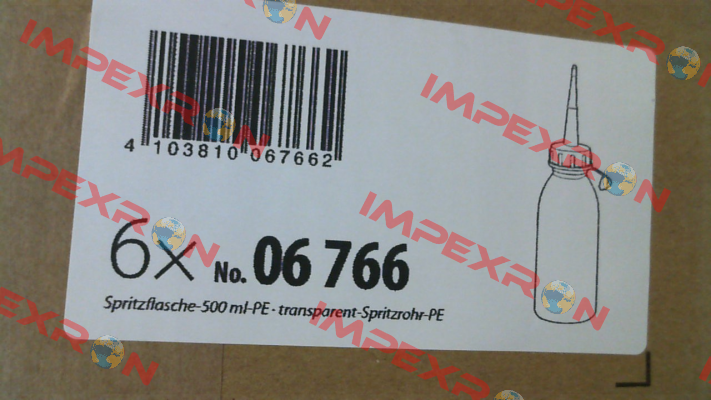 4 103810 067662
6x No. 06 766
Spritzflasche-500 ml-PE · transparent-Spritzrohr-PE
IMPEXRON
IMPEXRON
IMPEXRON
IMPEXRON
IMPEXRON
IMPEXRON
IMPEXRON